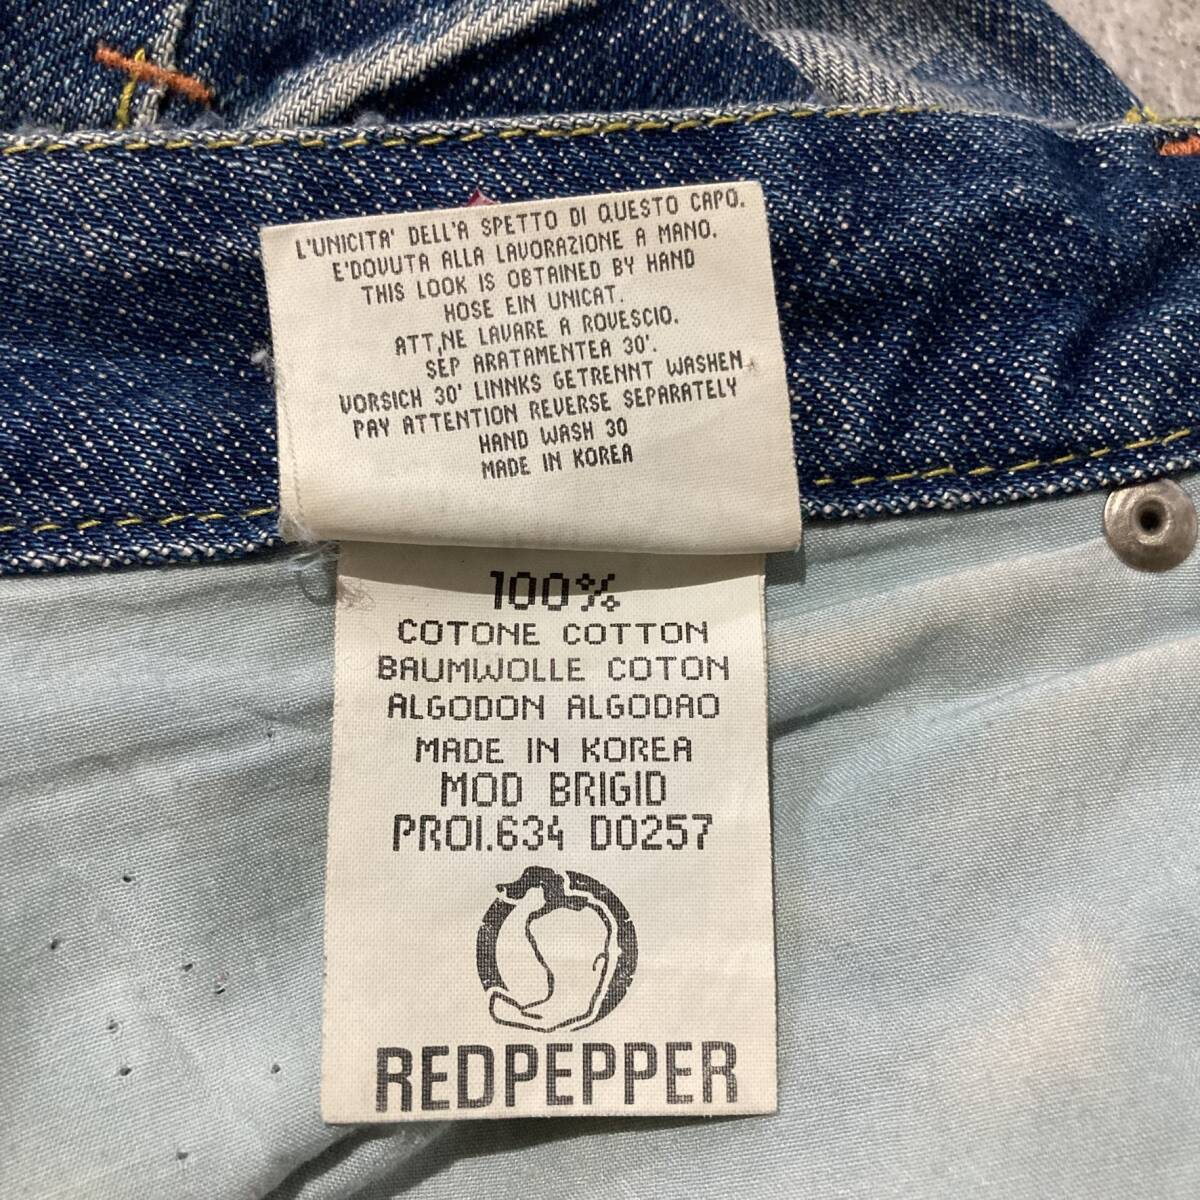 L'UNICITA' DELL'A SPETTO DI QUESTO CAPO.
E'DOVUTA ALLA LAVORAZIONE A MANO.
THIS LOOK IS OBTAINED BY HAND
HOSE EIN UNICAT.
ATT,NE LAVARE A ROVESCIO.
SEP ARATAMENTEA 30'.
VORSICH 30' LINNKS GETRENNT WASHEN.
PAY ATTENTION REVERSE SEPARATELY
HAND WASH 30
MADE IN KOREA
100%
COTONE COTTON
BAUMWOLLE COTON
ALGODON ALGODAO
MADE IN KOREA
MOD BRIGID
PROI.634 D0257
REDPEPPER